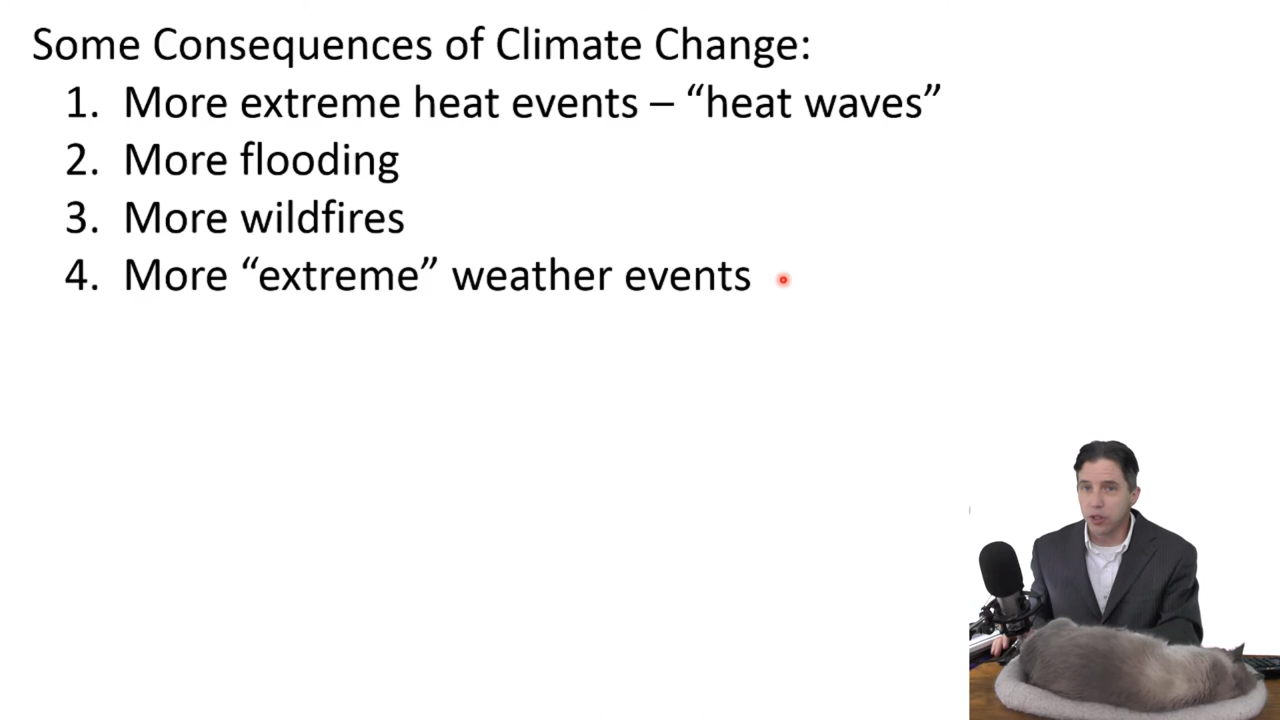 Some Consequences of Climate Change:
1. More extreme heat events – “heat waves”
2. More flooding
3. More wildfires
4. More “extreme” weather events